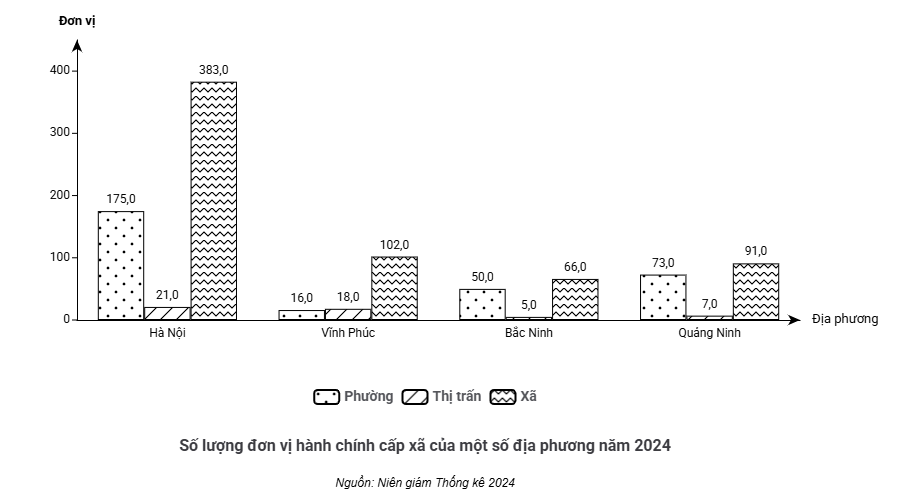 Đơn vị
400
300
200
100
0
175,0
21,0
383,0
16,0
18,0
102,0
50,0
5,0
66,0
73,0
7,0
91,0
Hà Nội
Vĩnh Phúc
Bắc Ninh
Quảng Ninh
Địa phương
Phường Thị trấn Xã
Số lượng đơn vị hành chính cấp xã của một số địa phương năm 2024
Nguồn: Niên giám Thống kê 2024